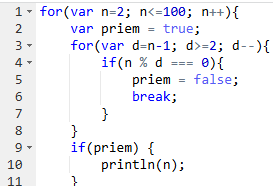 1 for(var n=2; n<=100; n++){
2 var priem = true;
3 for(var d=n-1; d>=2; d--){
4 if(n % d === 0){
5 priem = false;
6 break;
7 }
8 }
9 if(priem) {
10 println(n);
11 }